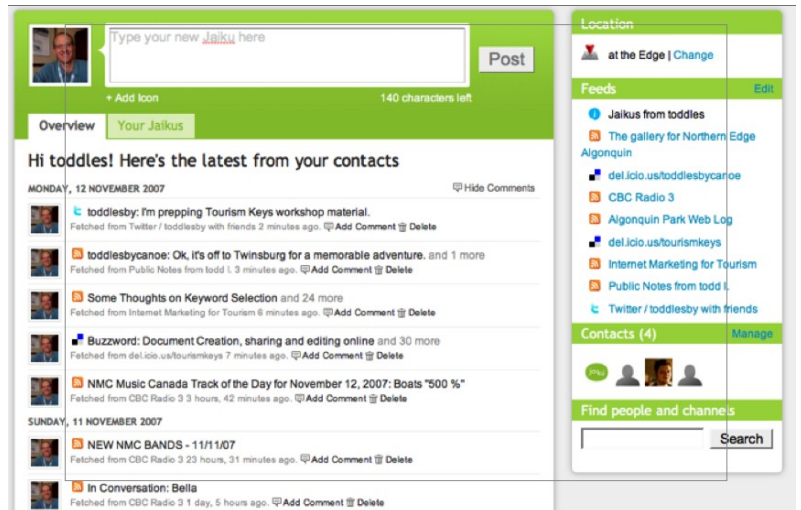 Type your new Jaiku here
Post
+ Add Icon
140 characters left
Overview
Your Jaikus
Hi toddles! Here's the latest from your contacts
MONDAY, 12 NOVEMBER 2007
Hide Comments
toddlesby: I'm prepping Tourism Keys workshop material.
Fetched from Twitter / toddlesby with friends 2 minutes ago. Add Comment Delete
toddlesbycanoe: Ok, it's off to Twinsburg for a memorable adventure. and 1 more
Fetched from Public Notes from todd l. 3 minutes ago. Add Comment Delete
Some Thoughts on Keyword Selection and 24 more
Fetched from Internet Marketing for Tourism 6 minutes ago. Add Comment Delete
Buzzword: Document Creation, sharing and editing online and 30 more
Fetched from del.icio.us/tourismkeys 7 minutes ago. Add Comment Delete
NMC Music Canada Track of the Day for November 12, 2007: Boats "500 %"
Fetched from CBC Radio 3 3 hours, 42 minutes ago. Add Comment Delete
SUNDAY, 11 NOVEMBER 2007
NEW NMC BANDS - 11/11/07
Fetched from CBC Radio 3 23 hours, 31 minutes ago. Add Comment Delete
In Conversation: Bella
Fetched from CBC Radio 3 1 day, 5 hours ago. Add Comment Delete
Location
at the Edge | Change
Feeds
Edit
Jaikus from toddles
The gallery for Northern Edge
Algonquin
del.icio.us/toddlesbycanoe
CBC Radio 3
Algonquin Park Web Log
del.icio.us/tourismkeys
Internet Marketing for Tourism
Public Notes from todd l.
Twitter / toddlesby with friends
Contacts (4)
Manage
Find people and channels
Search